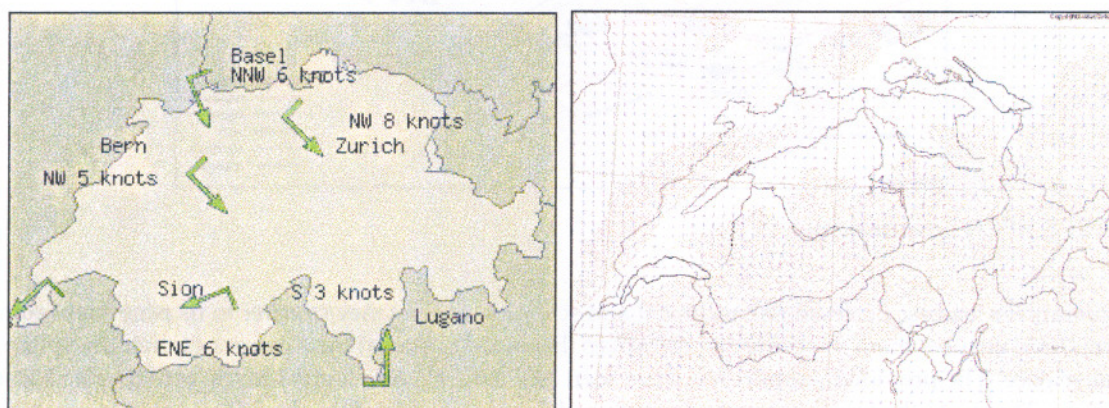 Basel
NNW 6 knots
NW 8 knots
Zurich
Bern
NW 5 knots
Sion
S 3 knots
Lugano
ENE 6 knots